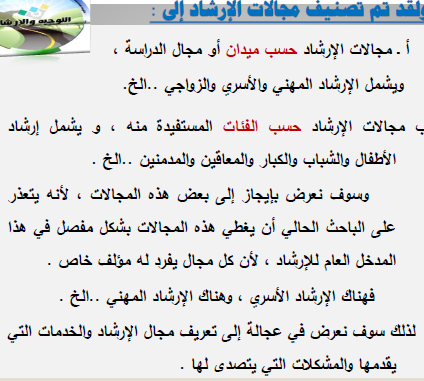 ولقد تم تصنيف مجالات الإرشاد إلى :
التوجيه والإرشاد
أ ـ مجالات الإرشاد حسب ميدان أو مجال الدراسة ،
ويشمل الإرشاد المهني والأسري والزواجي ..الخ.
ب مجالات الإرشاد حسب الفئات المستفيدة منه ، و يشمل إرشاد
الأطفال والشباب والكبار والمعاقين والمدمنين ..الخ .
وسوف نعرض بإيجاز إلى بعض هذه المجالات ، لأنه يتعذر
على الباحث الحالي أن يغطي هذه المجالات بشكل مفصل في هذا
المدخل العام للإرشاد ، لأن كل مجال يفرد له مؤلف خاص .
فهناك الإرشاد الأسري ، وهناك الإرشاد المهني ..الخ .
لذلك سوف نعرض في عجالة إلى تعريف مجال الإرشاد والخدمات التي
يقدمها والمشكلات التي يتصدى لها .